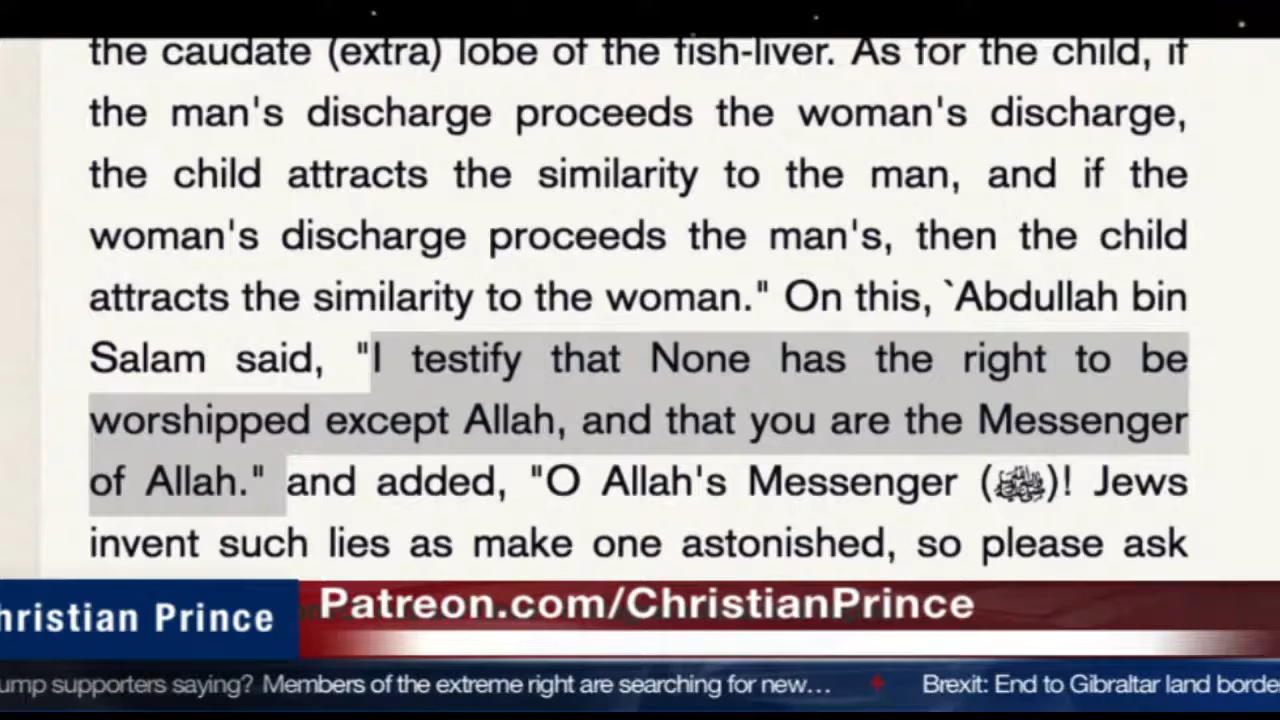 the caudate (extra) lobe of the fish-liver. As for the child, if
the man's discharge proceeds the woman's discharge,
the child attracts the similarity to the man, and if the
woman's discharge proceeds the man's, then the child
attracts the similarity to the woman." On this, `Abdullah bin
Salam said, "I testify that None has the right to be
worshipped except Allah, and that you are the Messenger
of Allah." and added, "O Allah's Messenger (ﷺ)! Jews
invent such lies as make one astonished, so please ask
hristian Prince
Patreon.com/ChristianPrince
ump supporters saying? Members of the extreme right are searching for new... Brexit: End to Gibraltar land borde